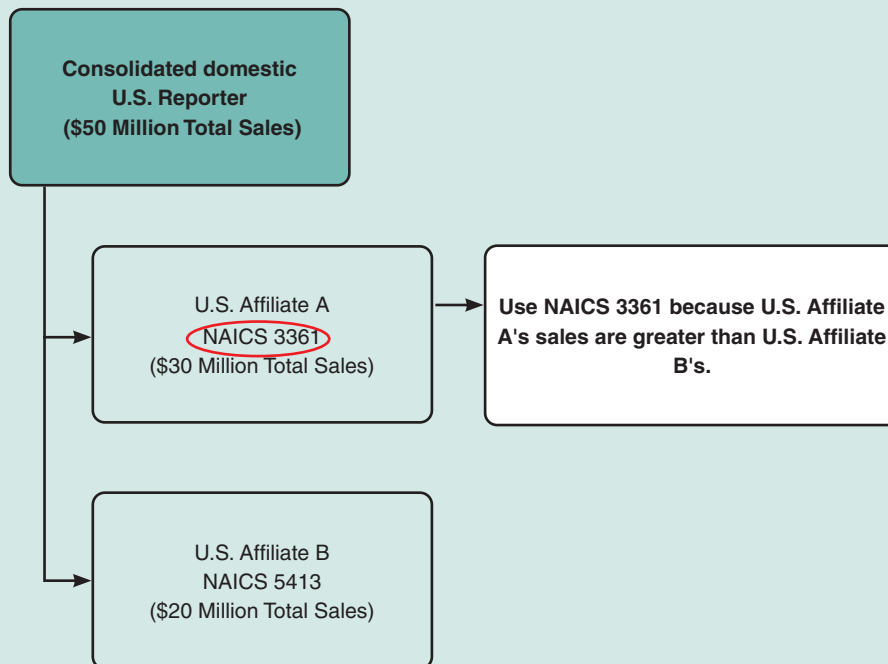 Consolidated domestic
U.S. Reporter
($50 Million Total Sales)
U.S. Affiliate A
NAICS 3361
($30 Million Total Sales)
Use NAICS 3361 because U.S. Affiliate
A's sales are greater than U.S. Affiliate
B's.
U.S. Affiliate B
NAICS 5413
($20 Million Total Sales)